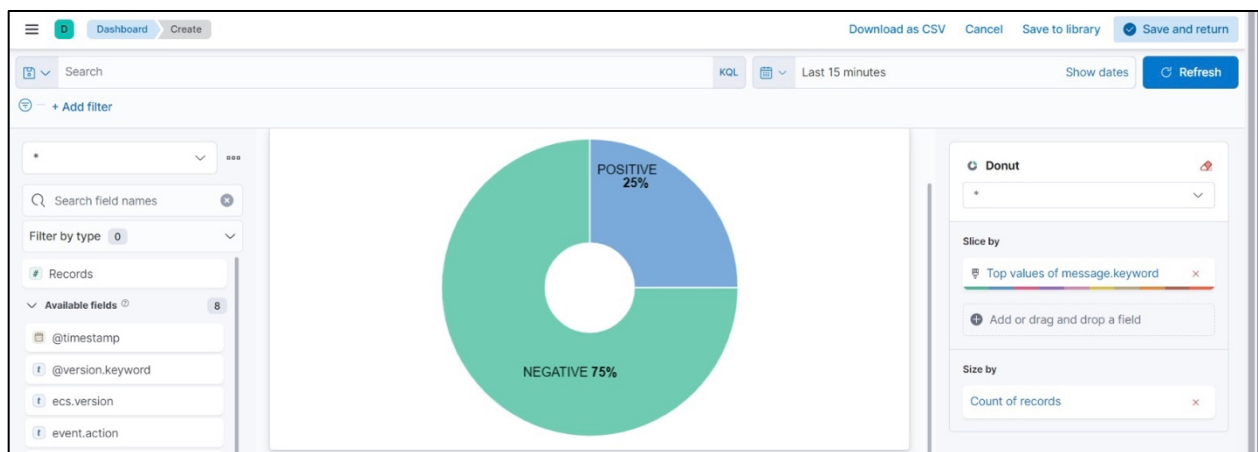 D Dashboard Create Download as CSV Cancel Save to library Save and return
Search KQL Last 15 minutes Show dates Refresh
+ Add filter
*
Search field names
Filter by type 0
# Records
Available fields 8
@timestamp
t @version.keyword
t ecs.version
t event.action
POSITIVE
25%
NEGATIVE 75%
Donut
*
Slice by
Top values of message.keyword
Add or drag and drop a field
Size by
Count of records